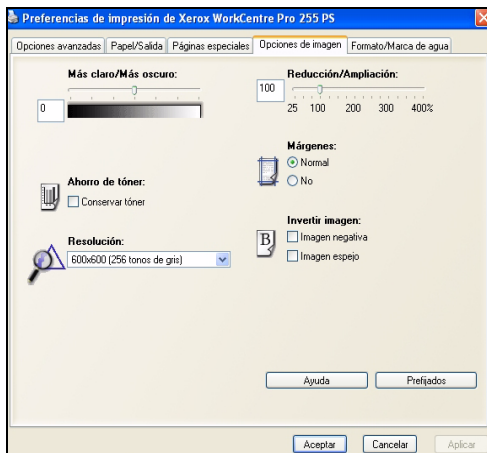 Preferencias de impresión de Xerox WorkCentre Pro 255 PS
Opciones avanzadas Papel/Salida Páginas especiales Opciones de imagen Formato/Marca de agua
Más claro/Más oscuro:
0
Reducción/Ampliación:
100
25 100 200 300 400%
Márgenes:
Normal
No
Ahorro de tóner:
Conservar tóner
Invertir imagen:
B
Imagen negativa
Imagen espejo
Resolución:
600x600 (256 tonos de gris)
Ayuda Prefijados
Aceptar Cancelar Aplicar